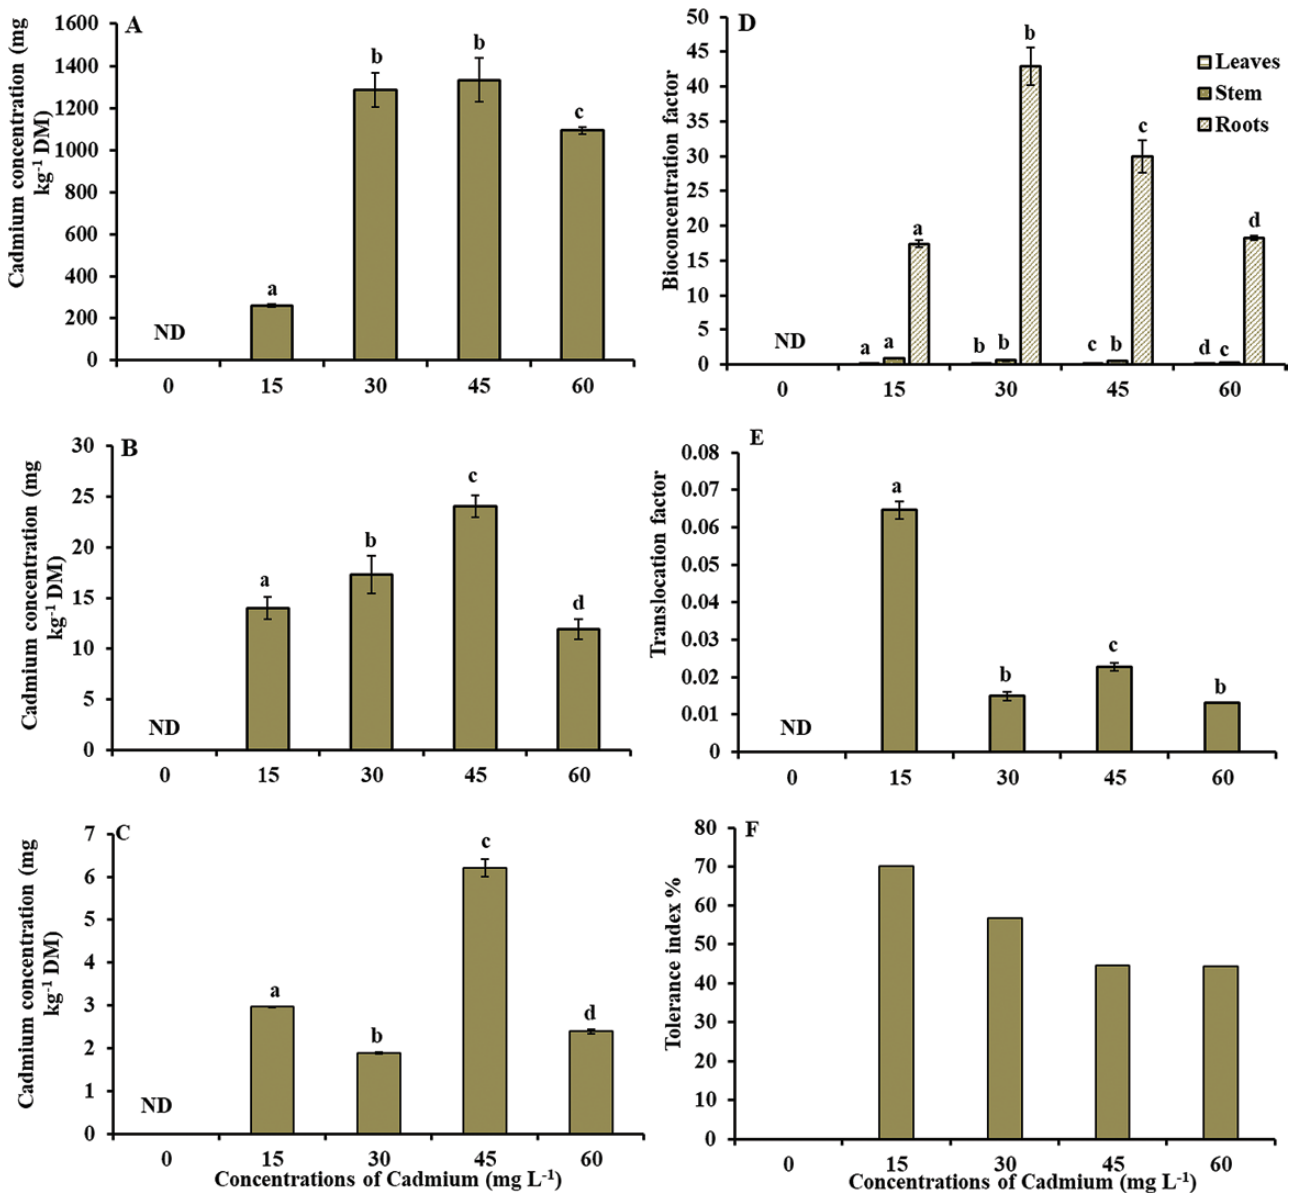 A
Cadmium concentration (mg
kg⁻¹ DM)
1600
1400
1200
1000
800
600
400
200
0
ND
a
b
b
c
0 15 30 45 60
D
Bioconcentration factor
50
45
40
35
30
25
20
15
10
5
0
Leaves
Stem
Roots
ND
a a a
b b b
c b c
d c d
0 15 30 45 60
B
Cadmium concentration (mg
kg⁻¹ DM)
30
25
20
15
10
5
0
ND
a
b
c
d
0 15 30 45 60
E
Translocation factor
0.08
0.07
0.06
0.05
0.04
0.03
0.02
0.01
0
ND
a
b
c
b
0 15 30 45 60
C
Cadmium concentration (mg
kg⁻¹ DM)
7
6
5
4
3
2
1
0
ND
a
b
c
d
0 15 30 45 60
Concentrations of Cadmium (mg L⁻¹)
F
Tolerance index %
80
70
60
50
40
30
20
10
0
0 15 30 45 60
Concentrations of Cadmium (mg L⁻¹)